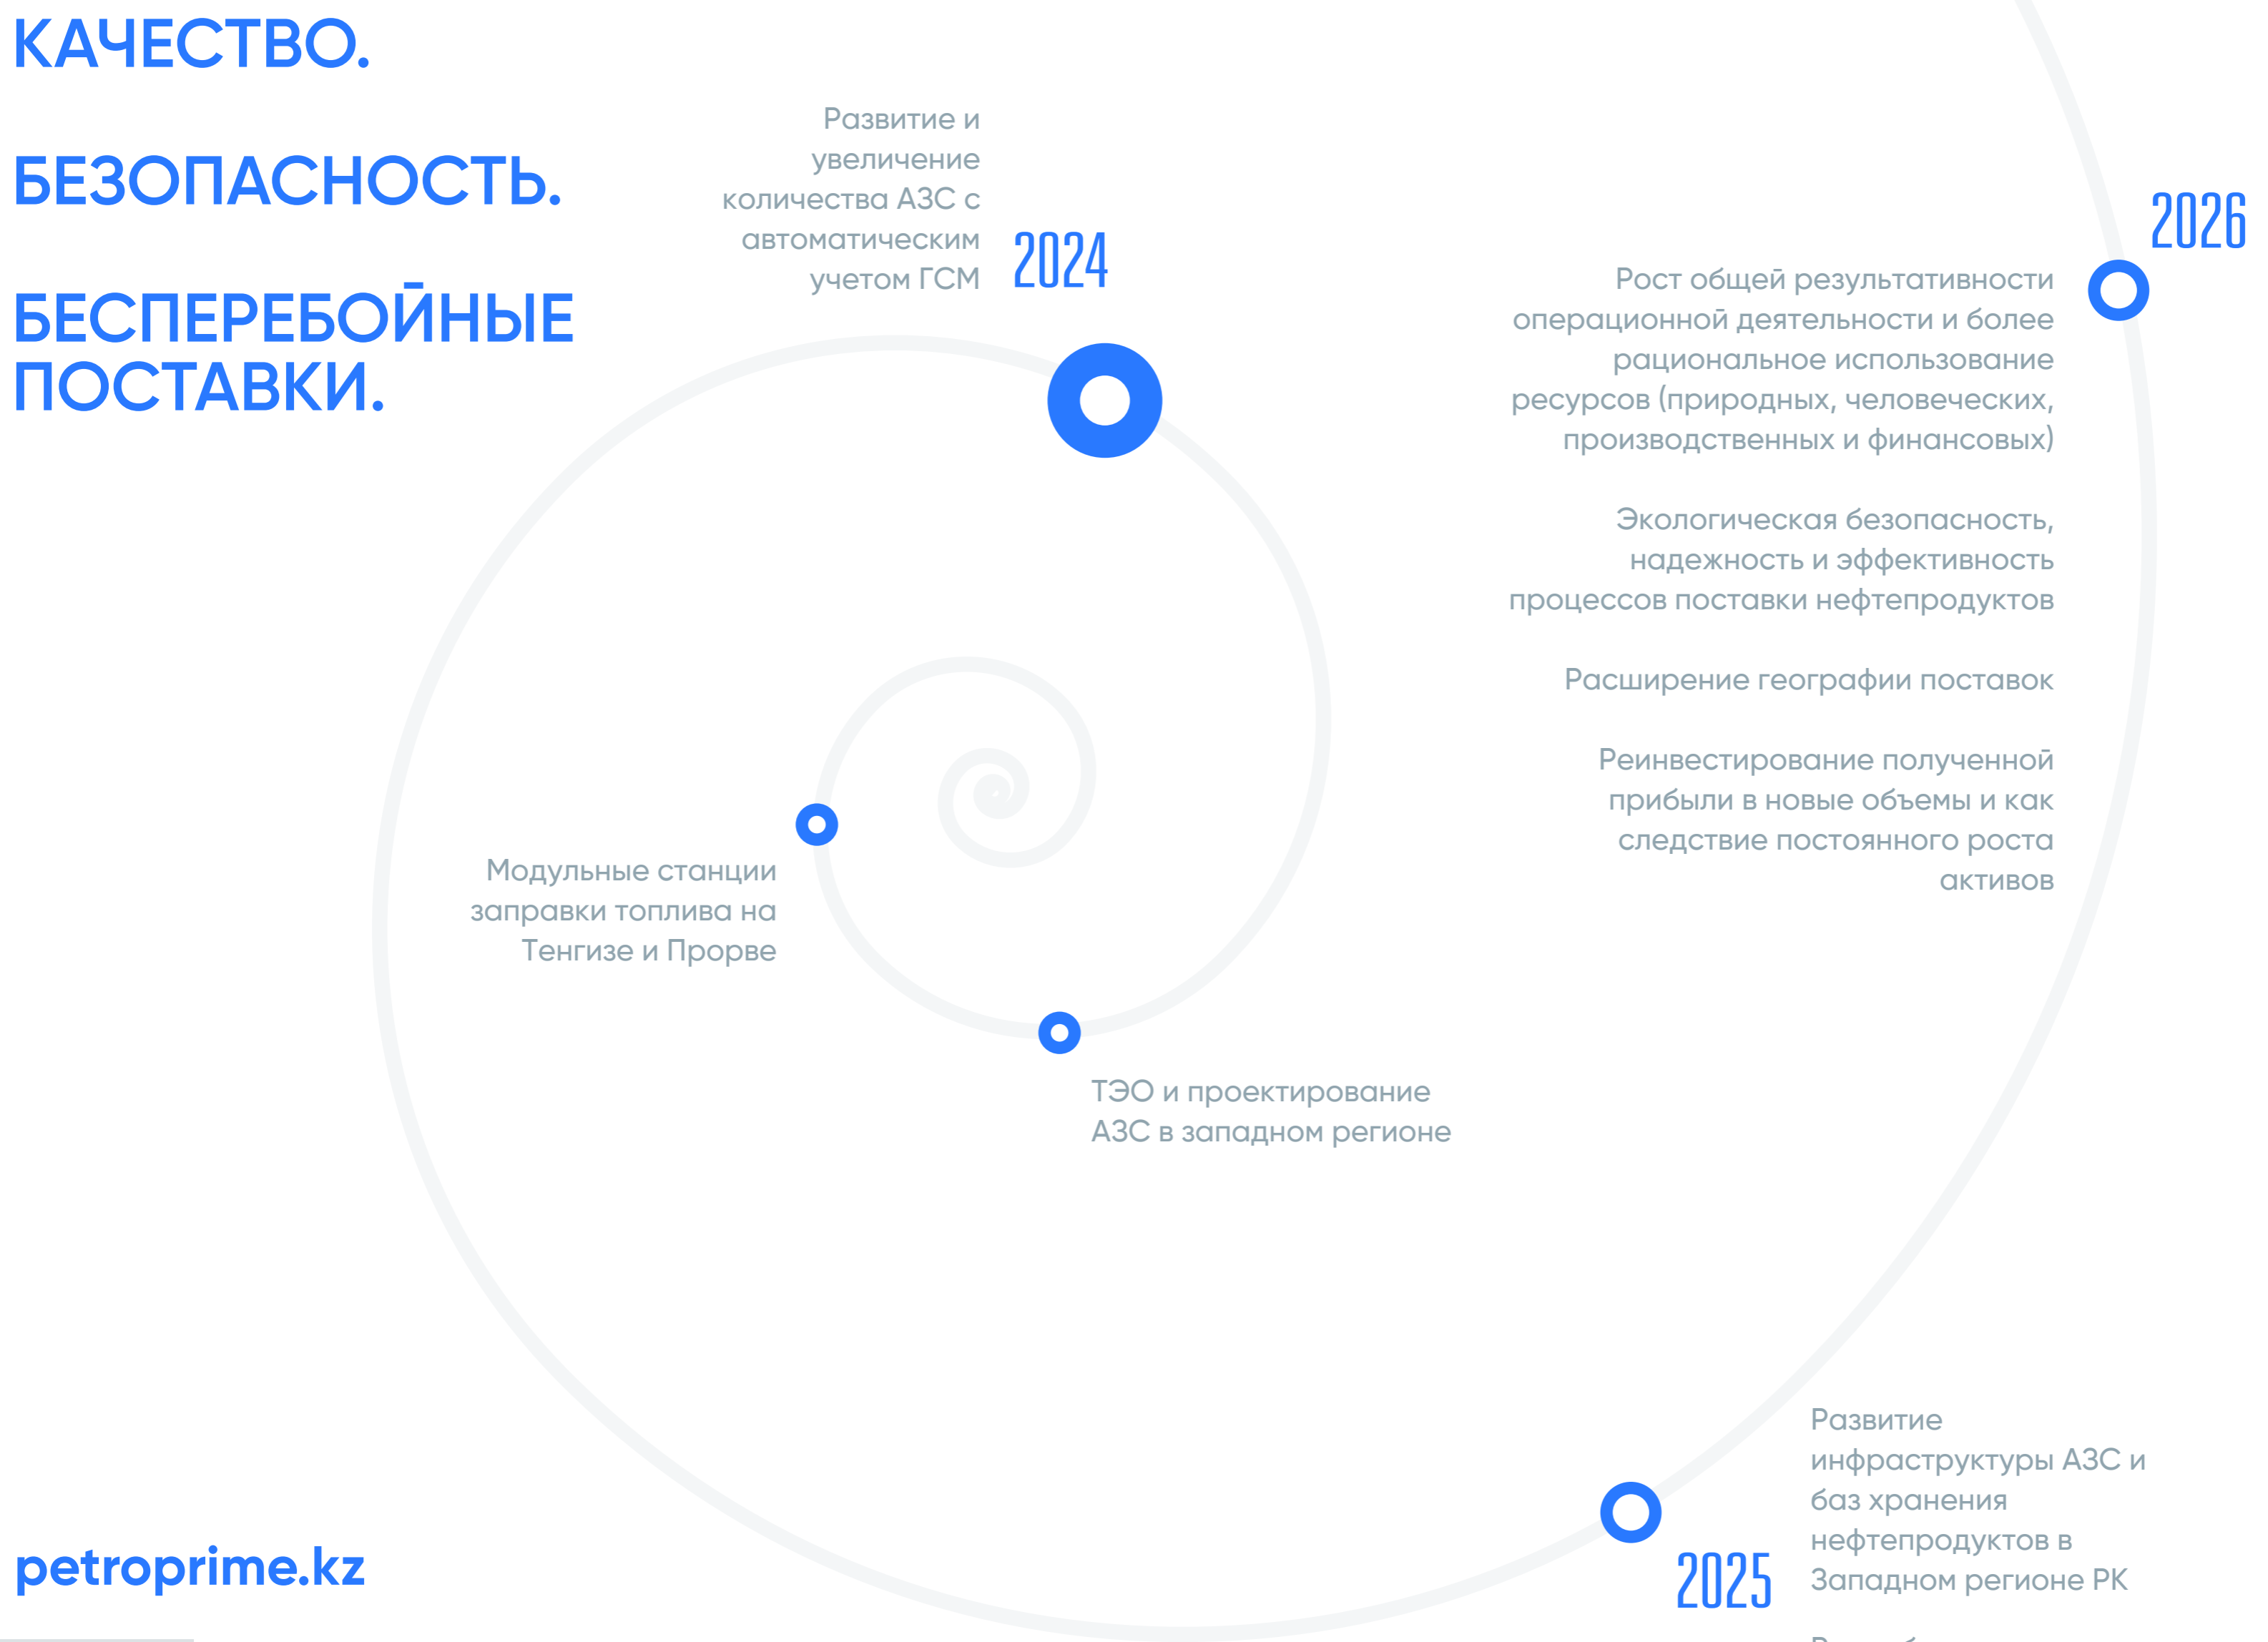 КАЧЕСТВО.
БЕЗОПАСНОСТЬ.
БЕСПЕРЕБОЙНЫЕ
ПОСТАВКИ.
Развитие и
увеличение
количества АЗС с
автоматическим
учетом ГСМ
2024
2026
Рост общей результативности
операционной деятельности и более
рациональное использование
ресурсов (природных, человеческих,
производственных и финансовых)
Экологическая безопасность,
надежность и эффективность
процессов поставки нефтепродуктов
Расширение географии поставок
Реинвестирование полученной
прибыли в новые объемы и как
следствие постоянного роста
активов
Модульные станции
заправки топлива на
Тенгизе и Прорве
ТЭО и проектирование
АЗС в западном регионе
Развитие
инфраструктуры АЗС и
баз хранения
нефтепродуктов в
Западном регионе РК
2025
petroprime.kz